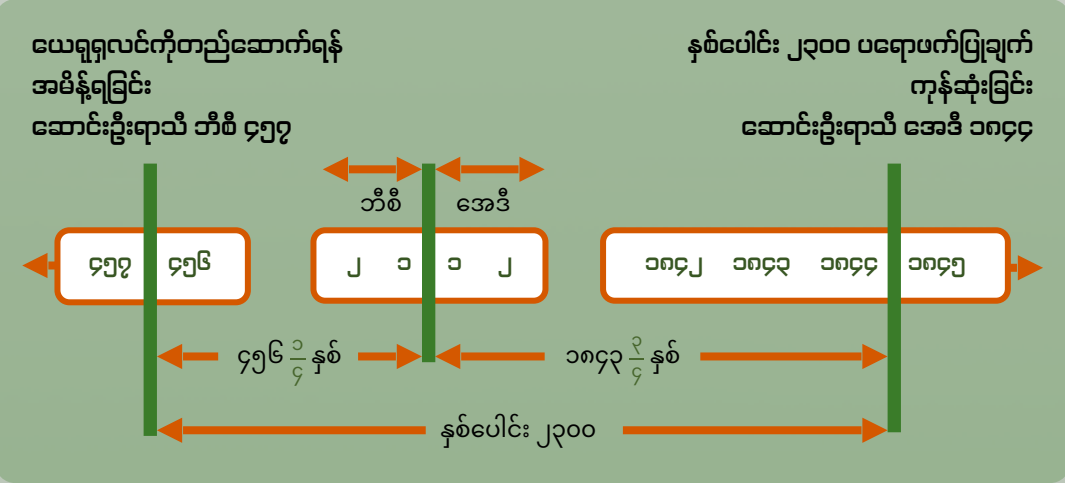 ယေရုရှလင်ကိုတည်ဆောက်ရန်
အမိန့်ရခြင်း
ဆောင်းဦးရာသီ ဘီစီ ၄၅၇
နှစ်ပေါင်း ၂၃၀၀ ပရောဖက်ပြုချက်
ကုန်ဆုံးခြင်း
ဆောင်းဦးရာသီ အေဒီ ၁၈၄၄
ဘီစီ အေဒီ
၄၅၇ ၄၅၆ ၂ ၁ ၁ ၂ ၁၈၄၂ ၁၈၄၃ ၁၈၄၄ ၁၈၄၅
၄၅၆ ၁/၄ နှစ် ၁၈၄၃ ၃/၄ နှစ်
နှစ်ပေါင်း ၂၃၀၀